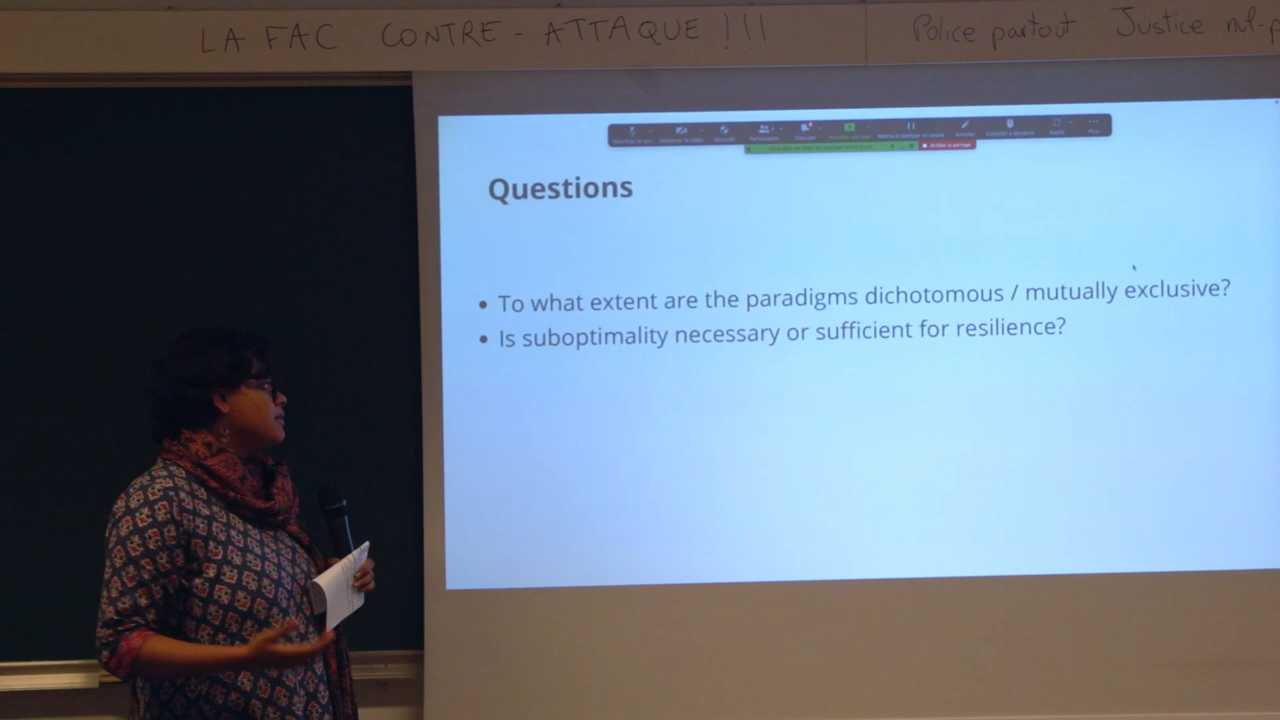 LA FAC CONTRE-ATTAQUE !!!
Police partout Justice nul-p
Questions
• To what extent are the paradigms dichotomous / mutually exclusive?
• Is suboptimality necessary or sufficient for resilience?